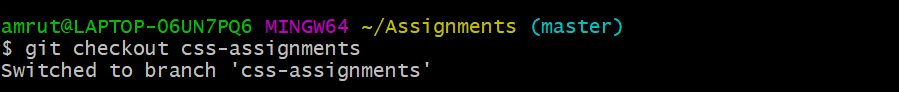 amrut@LAPTOP-O6UN7PQ6 MINGW64 ~/Assignments (master)
$ git checkout css-assignments
Switched to branch 'css-assignments'